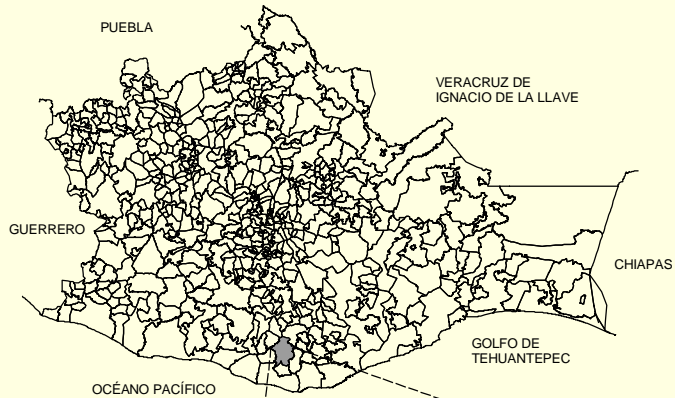 PUEBLA
VERACRUZ DE
IGNACIO DE LA LLAVE
GUERRERO
CHIAPAS
GOLFO DE
TEHUANTEPEC
OCÉANO PACÍFICO